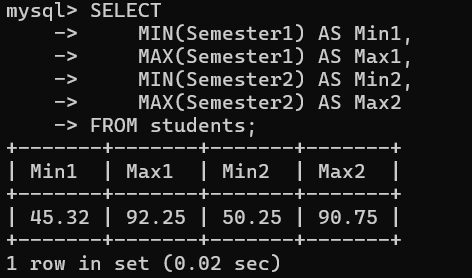 mysql> SELECT
    ->     MIN(Semester1) AS Min1,
    ->     MAX(Semester1) AS Max1,
    ->     MIN(Semester2) AS Min2,
    ->     MAX(Semester2) AS Max2
    -> FROM students;
+-------+-------+-------+-------+
| Min1  | Max1  | Min2  | Max2  |
+-------+-------+-------+-------+
| 45.32 | 92.25 | 50.25 | 90.75 |
+-------+-------+-------+-------+
1 row in set (0.02 sec)